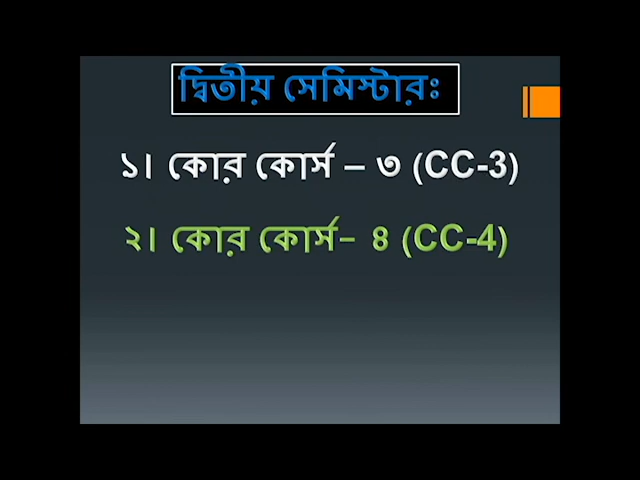 দ্বিতীয় সেমিস্টারঃ
১। কোর কোর্স – ৩ (CC-3)
২। কোর কোর্স– ৪ (CC-4)